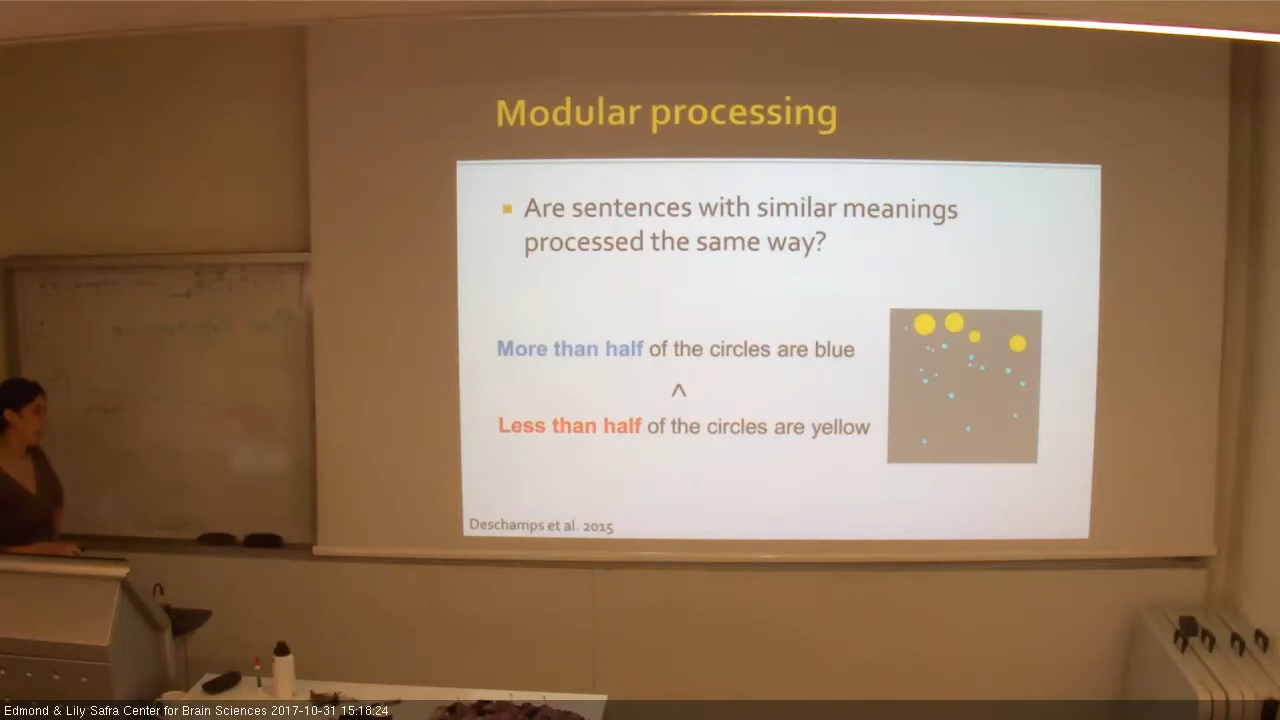 Modular processing
Are sentences with similar meanings
processed the same way?
More than half of the circles are blue
^
Less than half of the circles are yellow
Deschamps et al. 2015
Edmond & Lily Safra Center for Brain Sciences 2017-10-31 15:18:24